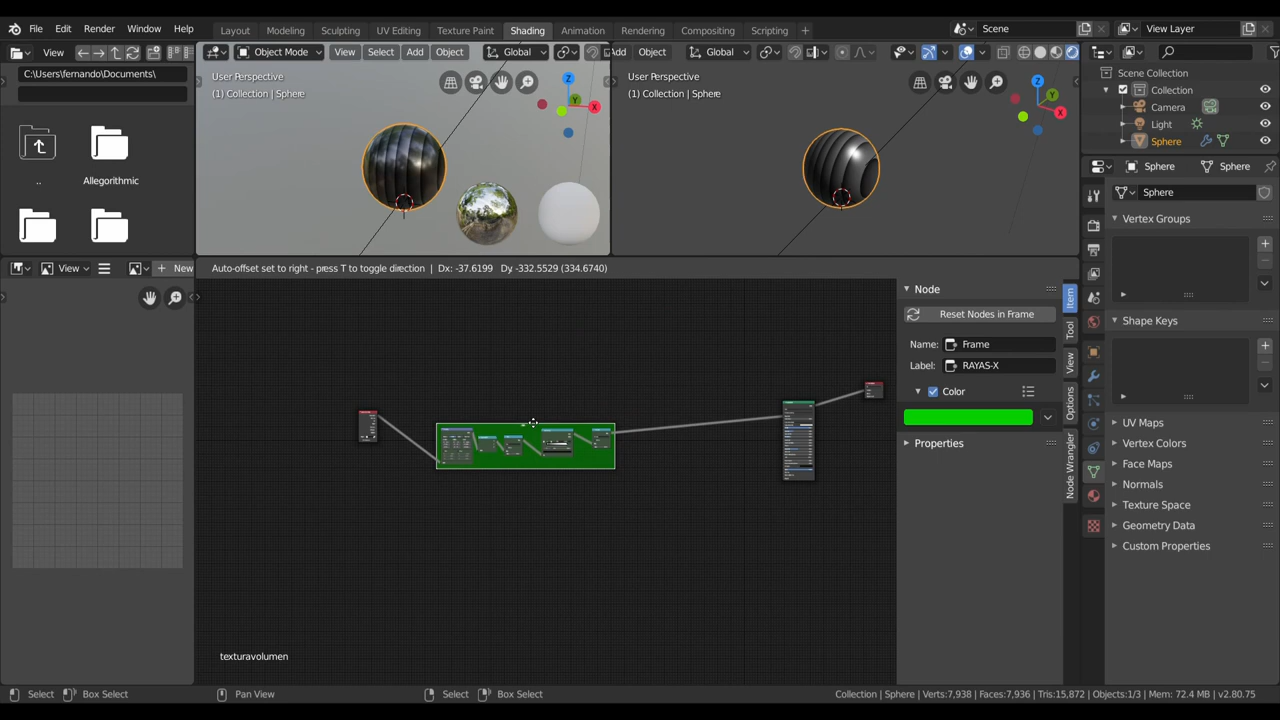 File Edit Render Window Help
Layout Modeling Sculpting UV Editing Texture Paint Shading Animation Rendering Compositing Scripting
Scene View Layer
View Object Mode View Select Add Object Global Add Object Global
C:\Users\fernando\Documents\
User Perspective
(1) Collection | Sphere
User Perspective
(1) Collection | Sphere
Z
Y
X
Z
Y
X
.. Allegorithmic
Scene Collection
Collection
Camera
Light
Sphere
Sphere Sphere
Sphere
Vertex Groups
Shape Keys
UV Maps
Vertex Colors
Face Maps
Normals
Texture Space
Geometry Data
Custom Properties
View New
Auto-offset set to right - press T to toggle direction | Dx: -37.6199 Dy: -332.5529 (334.6740)
Node
Reset Nodes in Frame
Name: Frame
Label: RAYAS-X
Color
Properties
Item
Tool
View
Options
Node Wrangler
texturavolumen
Select Box Select Pan View Select Box Select
Collection | Sphere | Verts:7,938 | Faces:7,936 | Tris:15,872 | Objects:1/3 | Mem: 72.4 MB | v2.80.75